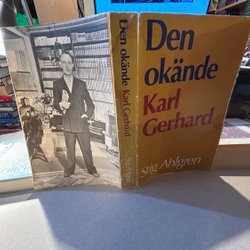 Den
okände
Karl
Gerhard
Stig Ahlgren
Den okände Karl Gerhard
Stig Ahlgren